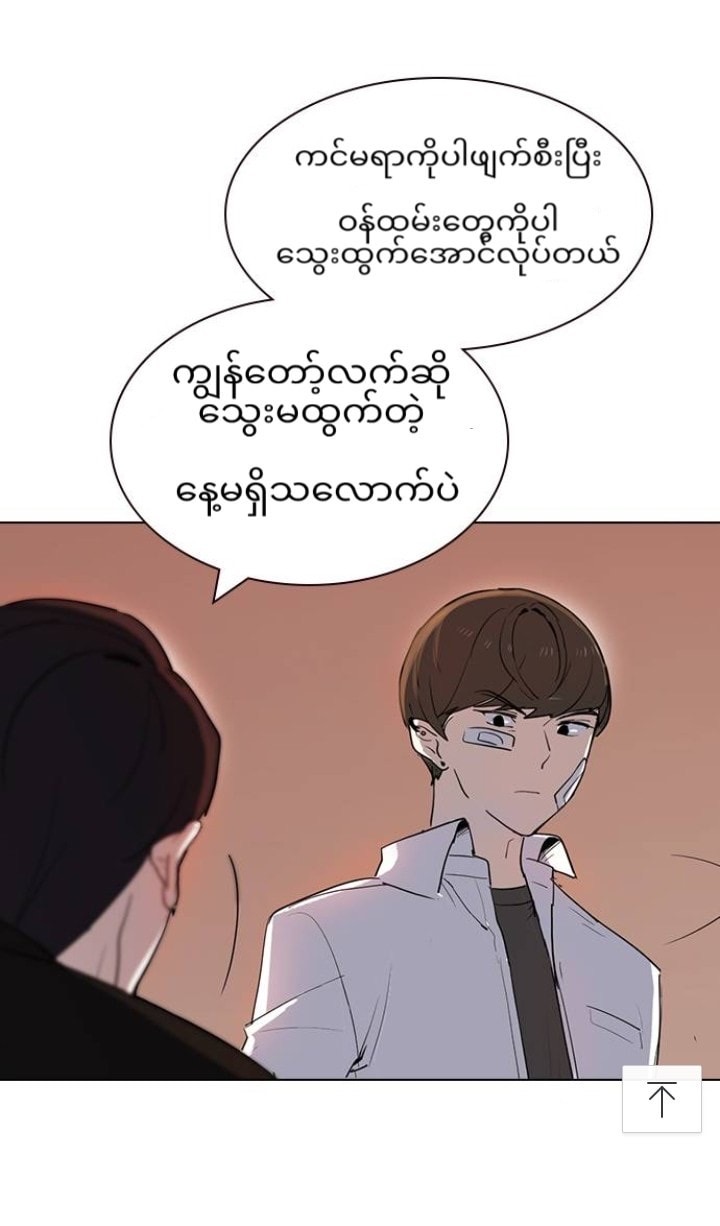 ကင်မရာကိုပါဖျက်စီးပြီး
ဝန်ထမ်းတွေကိုပါ
သွေးထွက်အောင်လုပ်တယ်
ကျွန်တော့်လက်ဆို
သွေးမထွက်တဲ့
နေ့မရှိသလောက်ပဲ